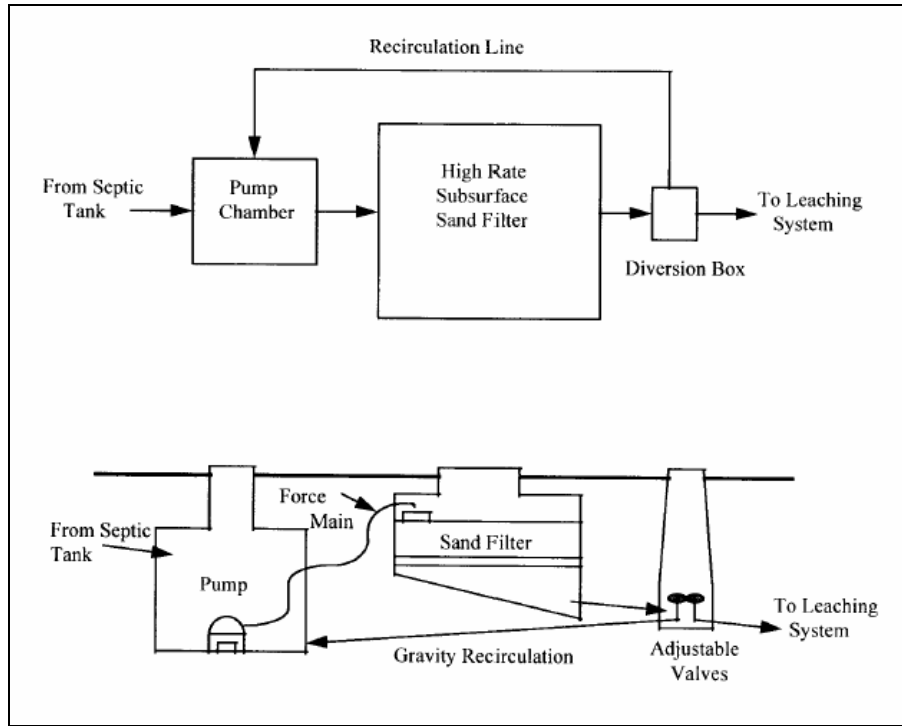 Recirculation Line
From Septic
Tank
Pump
Chamber
High Rate
Subsurface
Sand Filter
To Leaching
System
Diversion Box
Force
Main
From Septic
Tank
Sand Filter
Pump
To Leaching
System
Gravity Recirculation
Adjustable
Valves